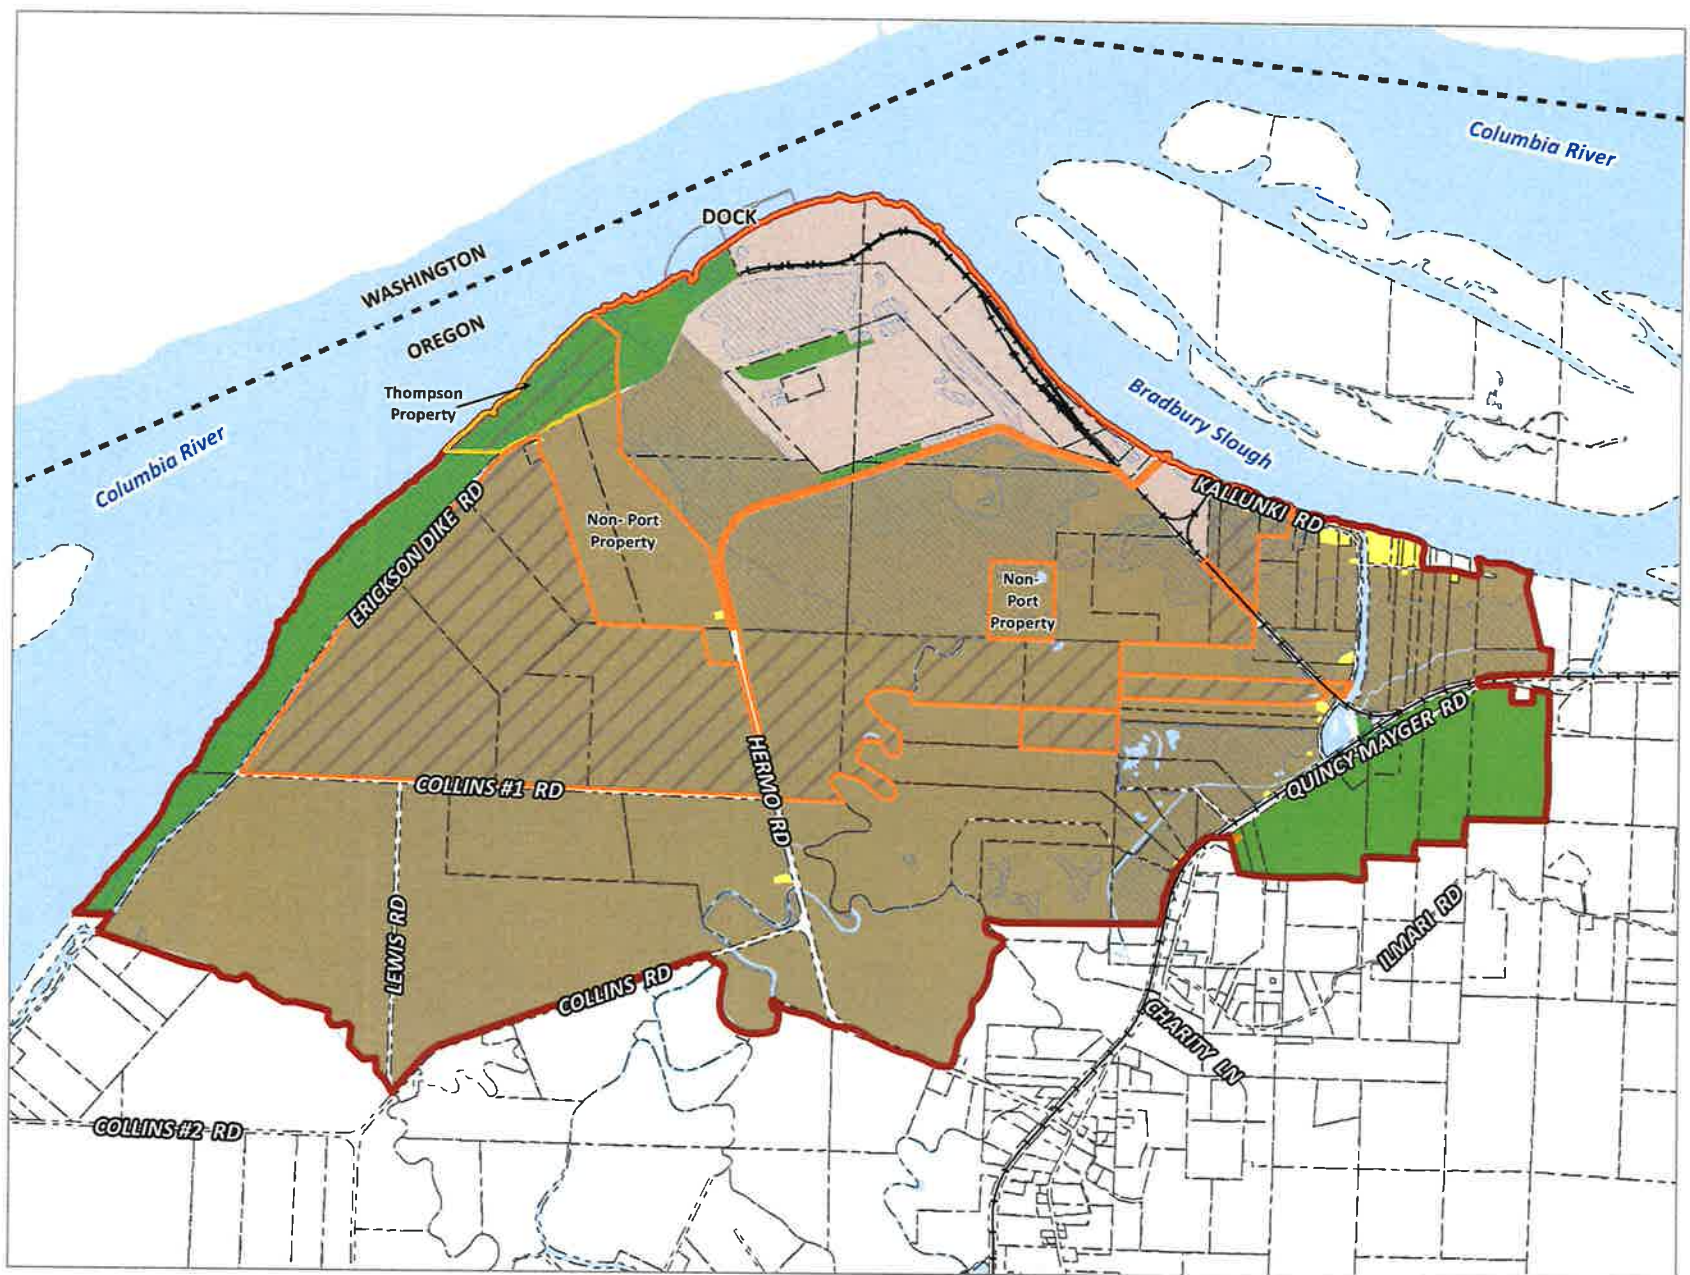 Columbia River
DOCK
WASHINGTON
OREGON
Thompson
Property
Columbia River
Bradbury Slough
KALLUNKI RD
ERICKSON DIKE RD
Non- Port
Property
Non-
Port
Property
QUINCY MAYGER RD
HERMO RD
COLLINS #1 RD
LEWIS RD
COLLINS RD
ILMARI RD
CHARITY LN
COLLINS #2 RD